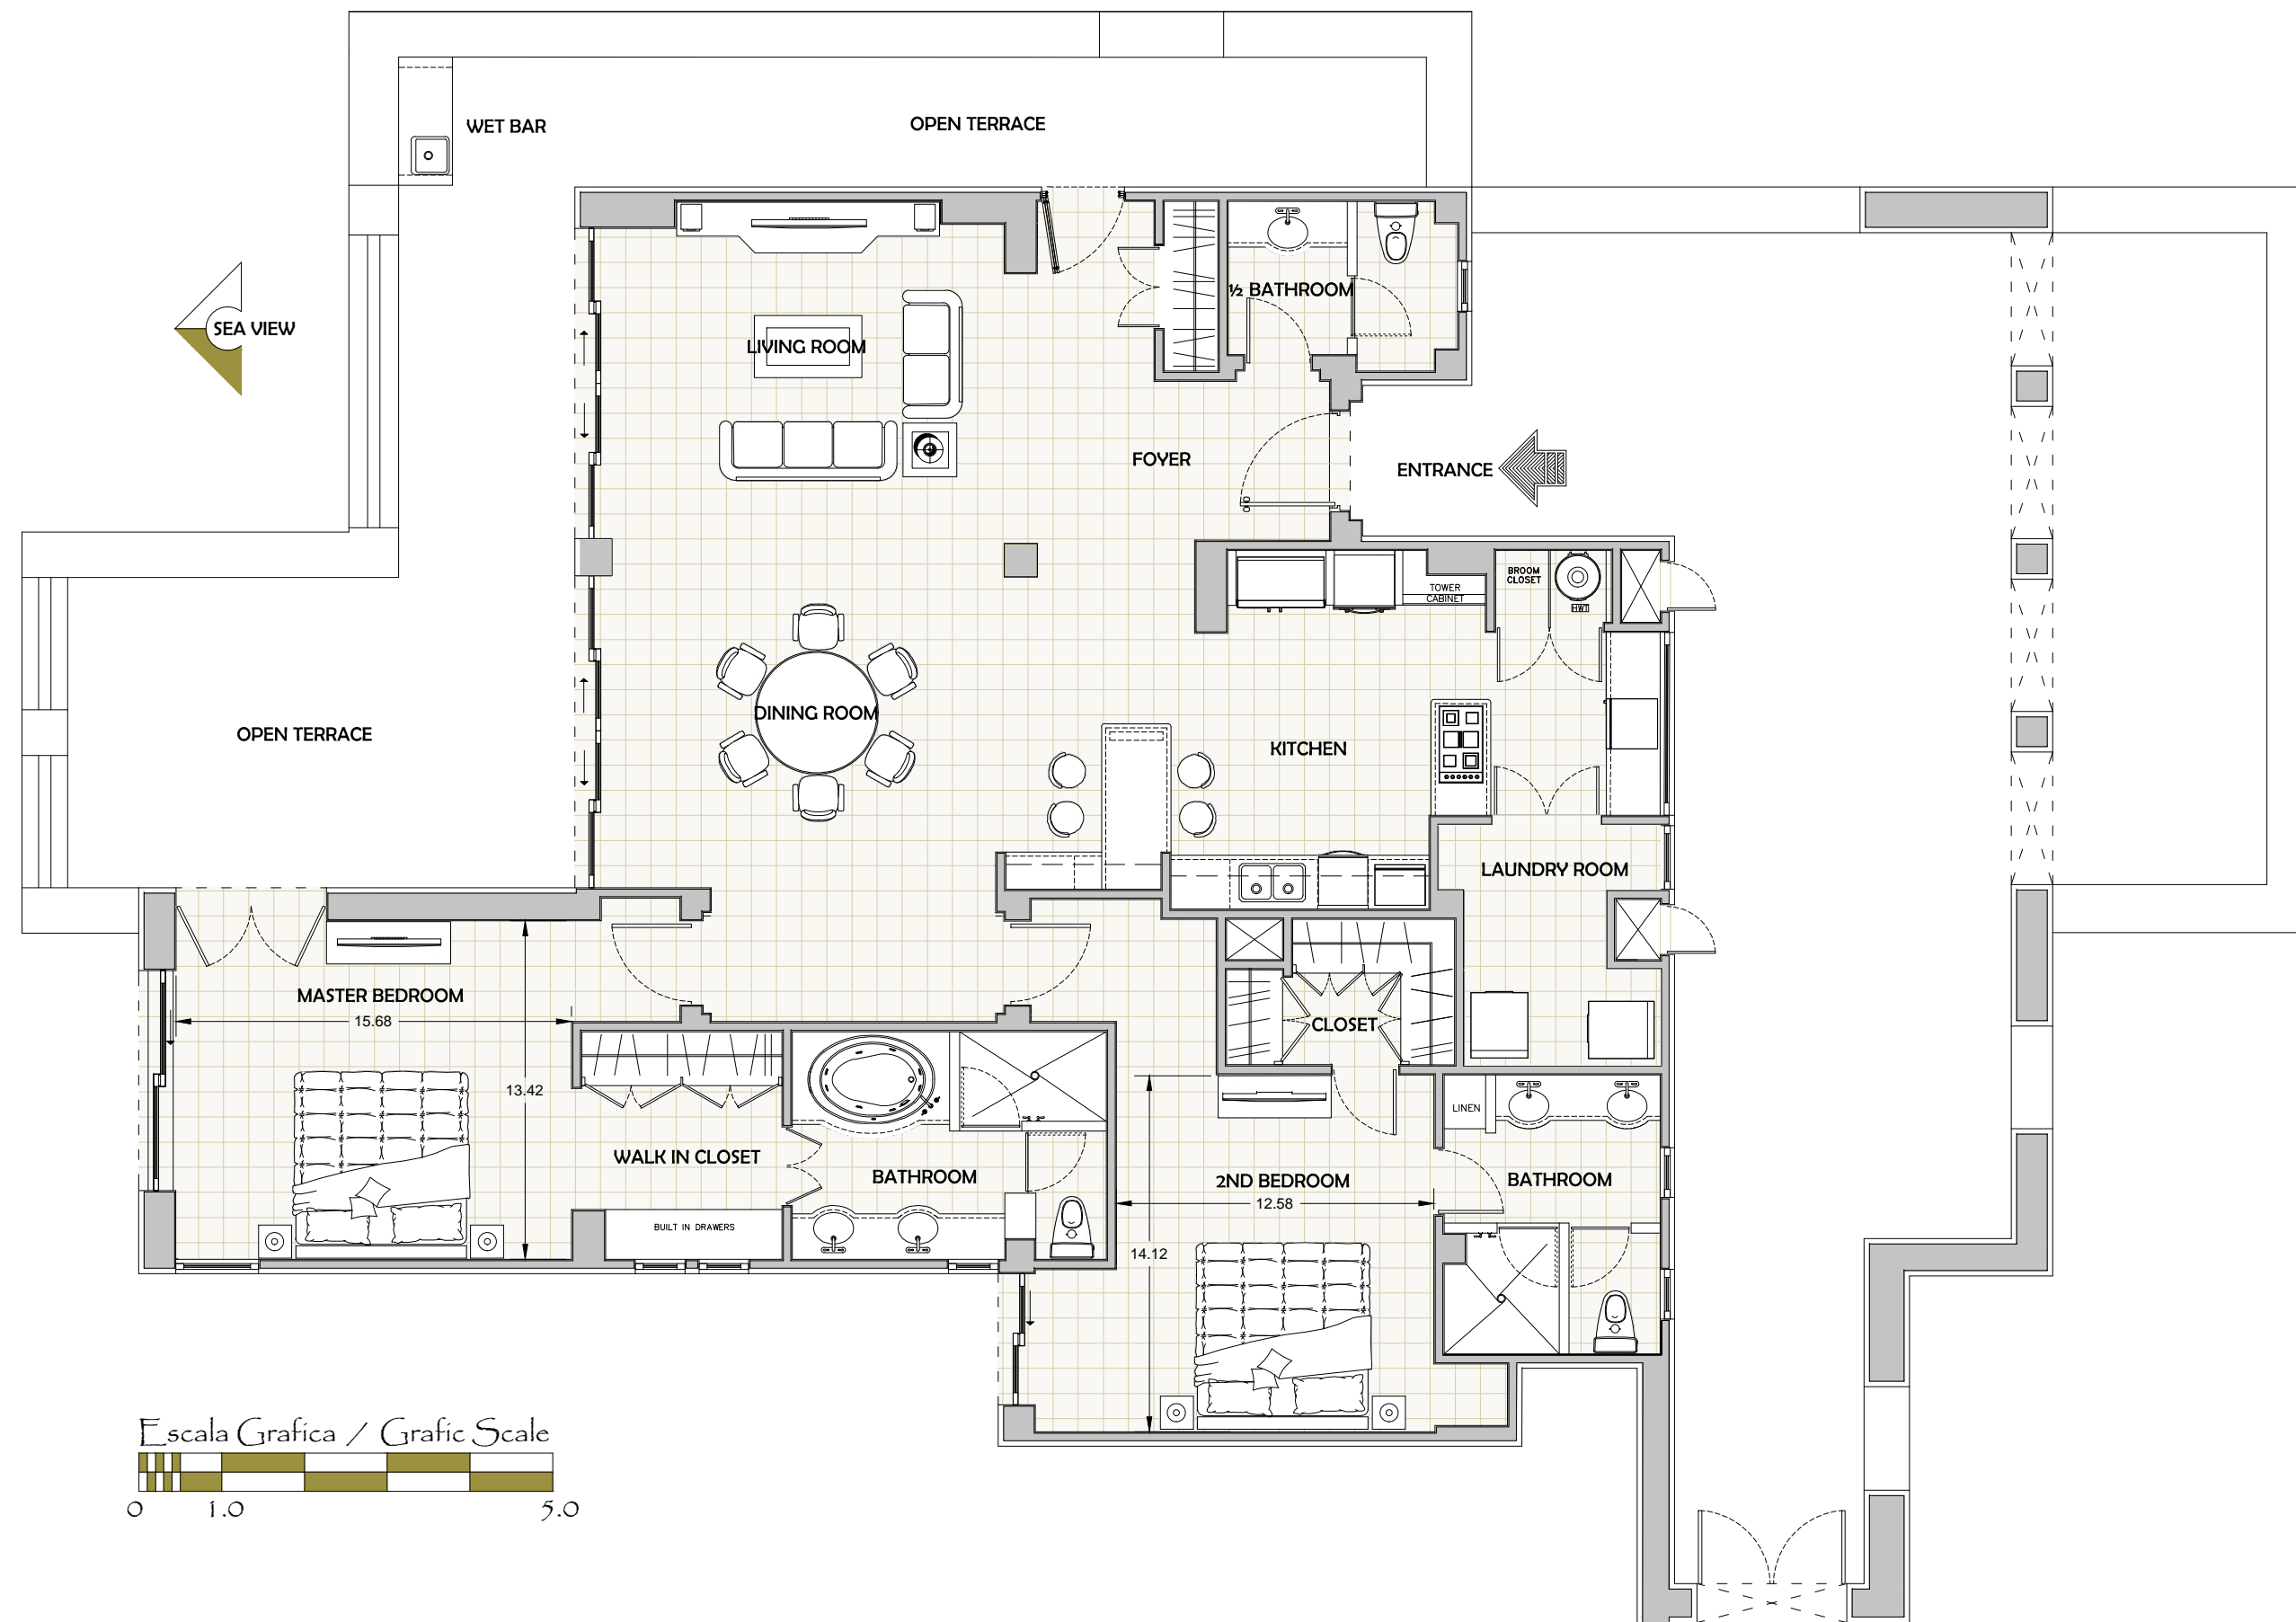 WET BAR
OPEN TERRACE
½ BATHROOM
SEA VIEW
LIVING ROOM
FOYER
ENTRANCE
BROOM
CLOSET
TOWER
CABINET
HWT
DINING ROOM
OPEN TERRACE
KITCHEN
LAUNDRY ROOM
MASTER BEDROOM
15.68
CLOSET
13.42
LINEN
WALK IN CLOSET
BATHROOM
2ND BEDROOM
BATHROOM
12.58
BUILT IN DRAWERS
14.12
Escala Grafica / Grafic Scale
0 1.0 5.0